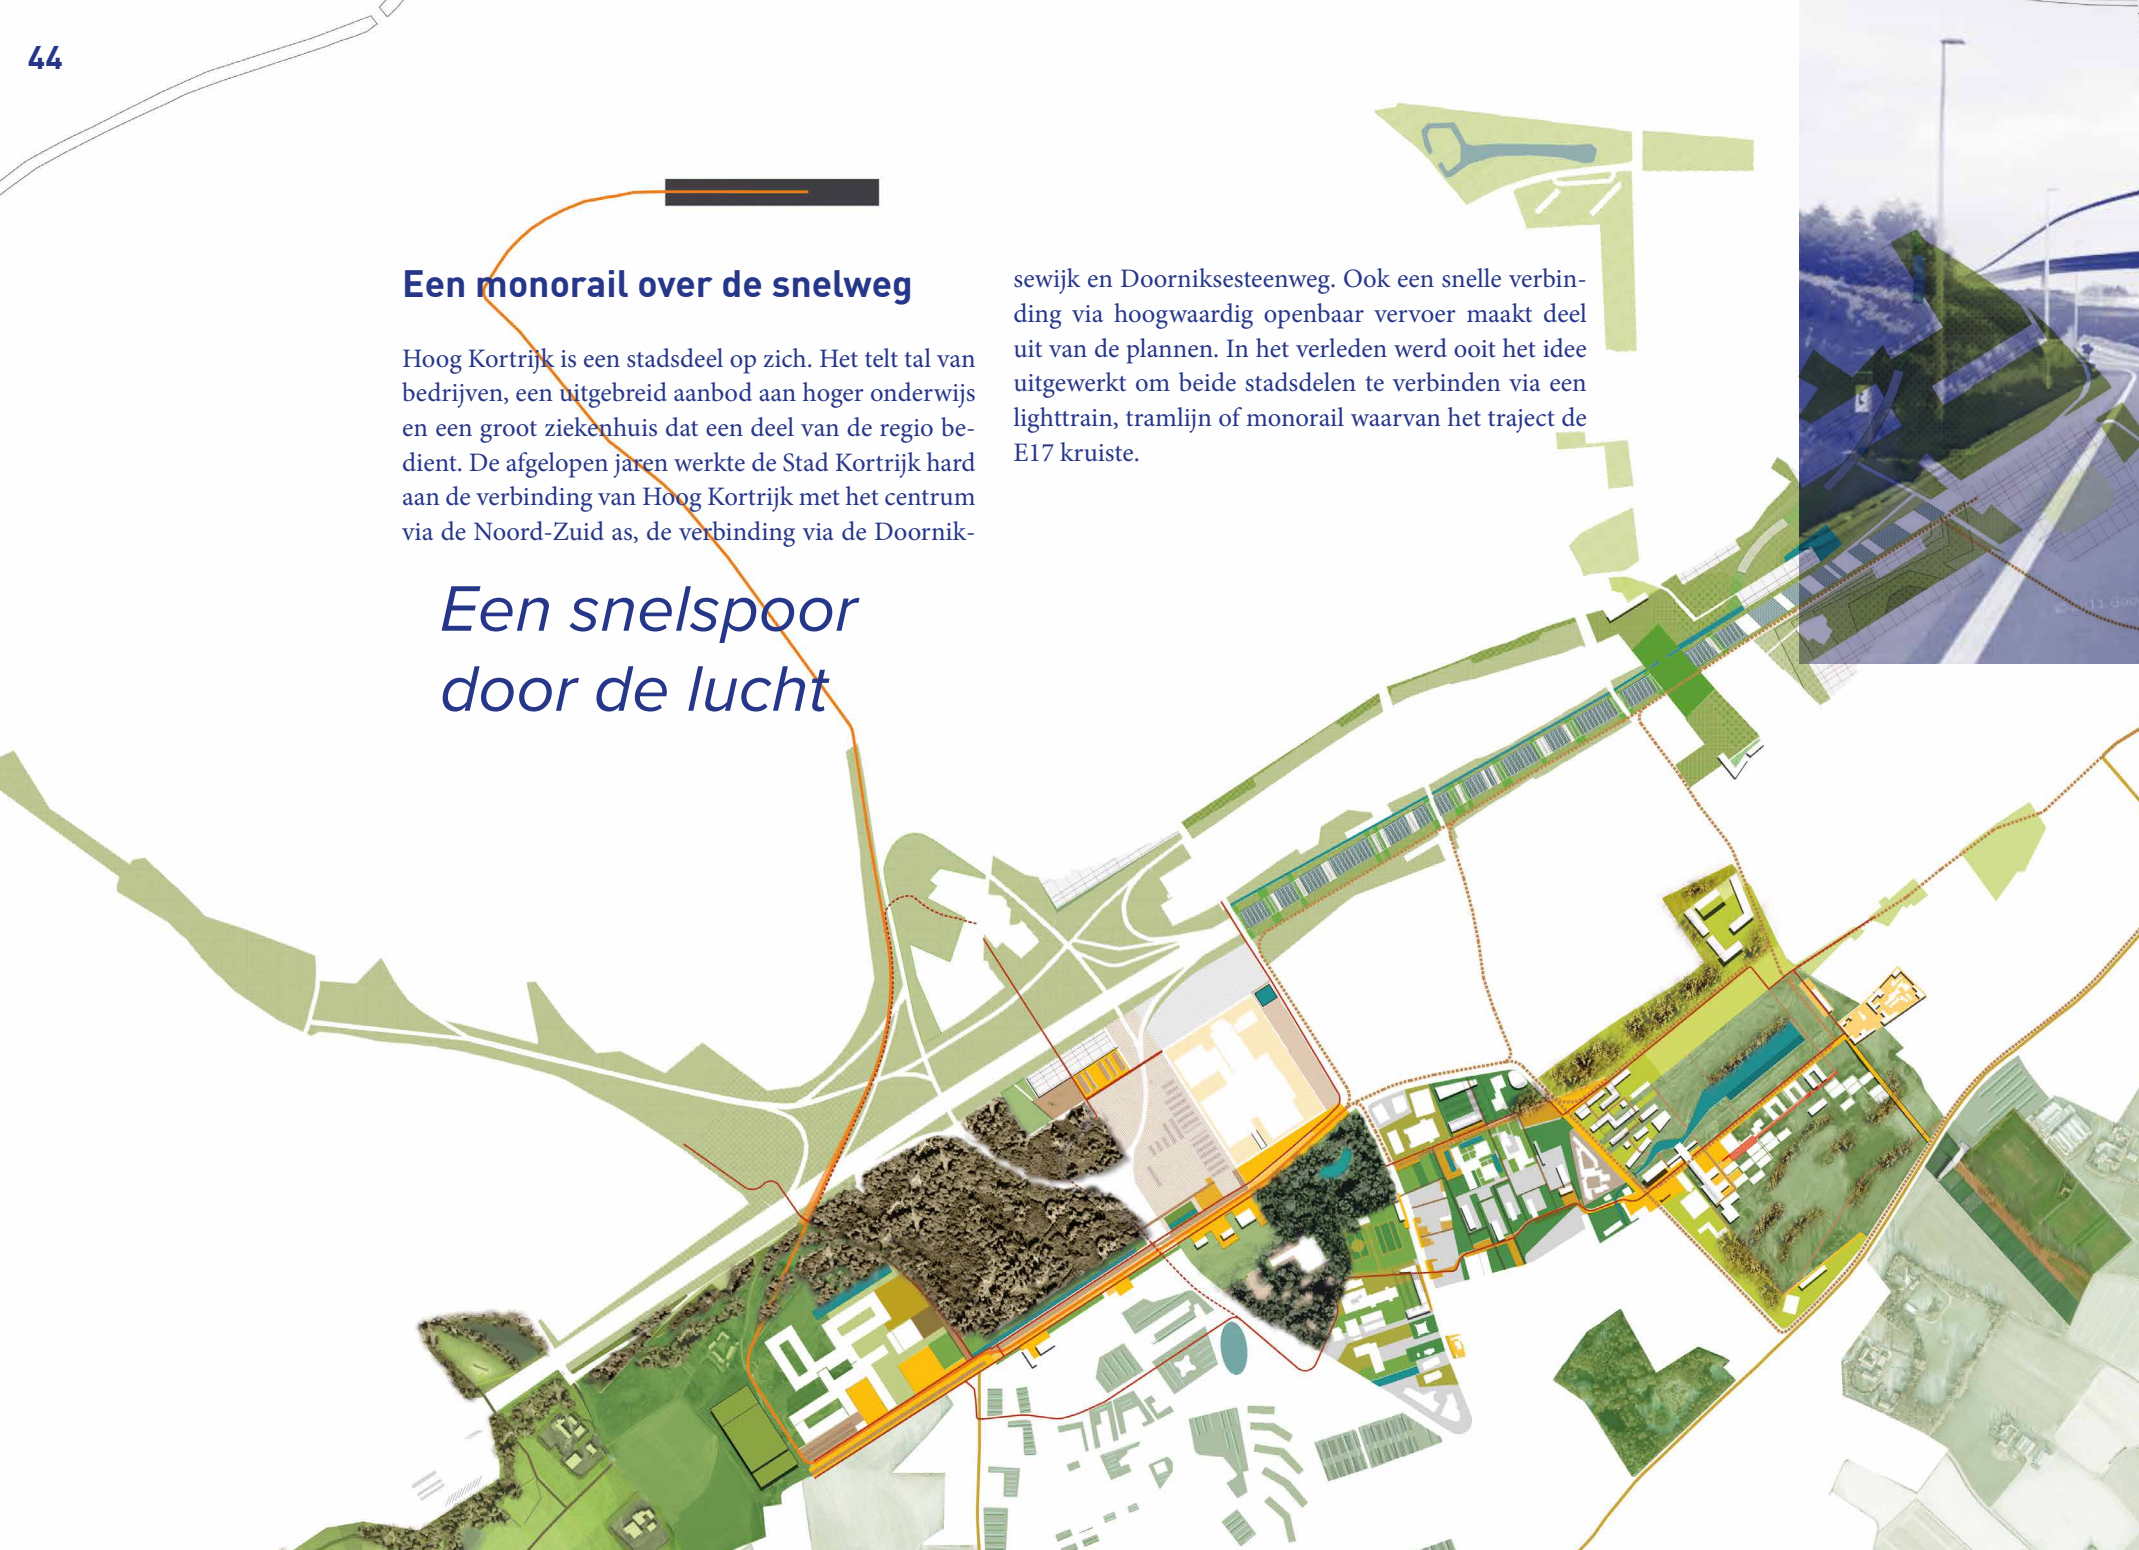 44
Een monorail over de snelweg
Hoog Kortrijk is een stadsdeel op zich. Het telt tal van
bedrijven, een uitgebreid aanbod aan hoger onderwijs
en een groot ziekenhuis dat een deel van de regio be-
dient. De afgelopen jaren werkte de Stad Kortrijk hard
aan de verbinding van Hoog Kortrijk met het centrum
via de Noord-Zuid as, de verbinding via de Doornik-
sewijk en Doorniksesteenweg. Ook een snelle verbin-
ding via hoogwaardig openbaar vervoer maakt deel
uit van de plannen. In het verleden werd ooit het idee
uitgewerkt om beide stadsdelen te verbinden via een
lighttrain, tramlijn of monorail waarvan het traject de
E17 kruiste.
Een snelspoor
door de lucht